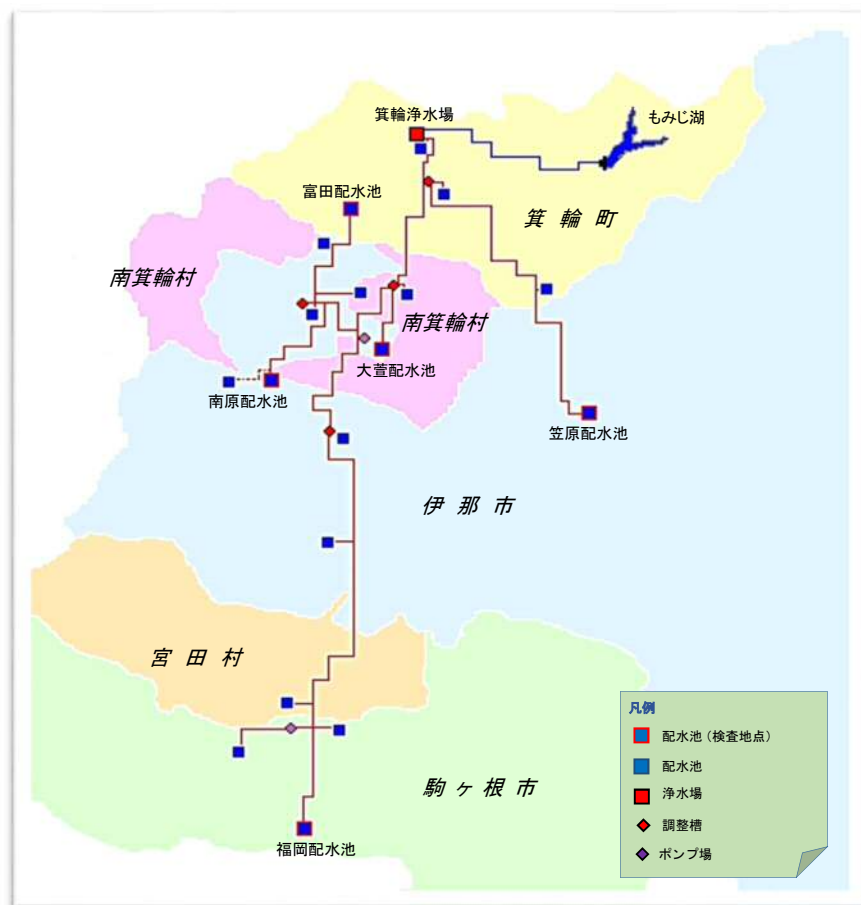 箕輪浄水場
もみじ湖
富田配水池
箕輪町
南箕輪村
南箕輪村
大萱配水池
南原配水池
笠原配水池
伊那市
宮田村
駒ヶ根市
福岡配水池
凡例
配水池（検査地点）
配水池
浄水場
調整槽
ポンプ場